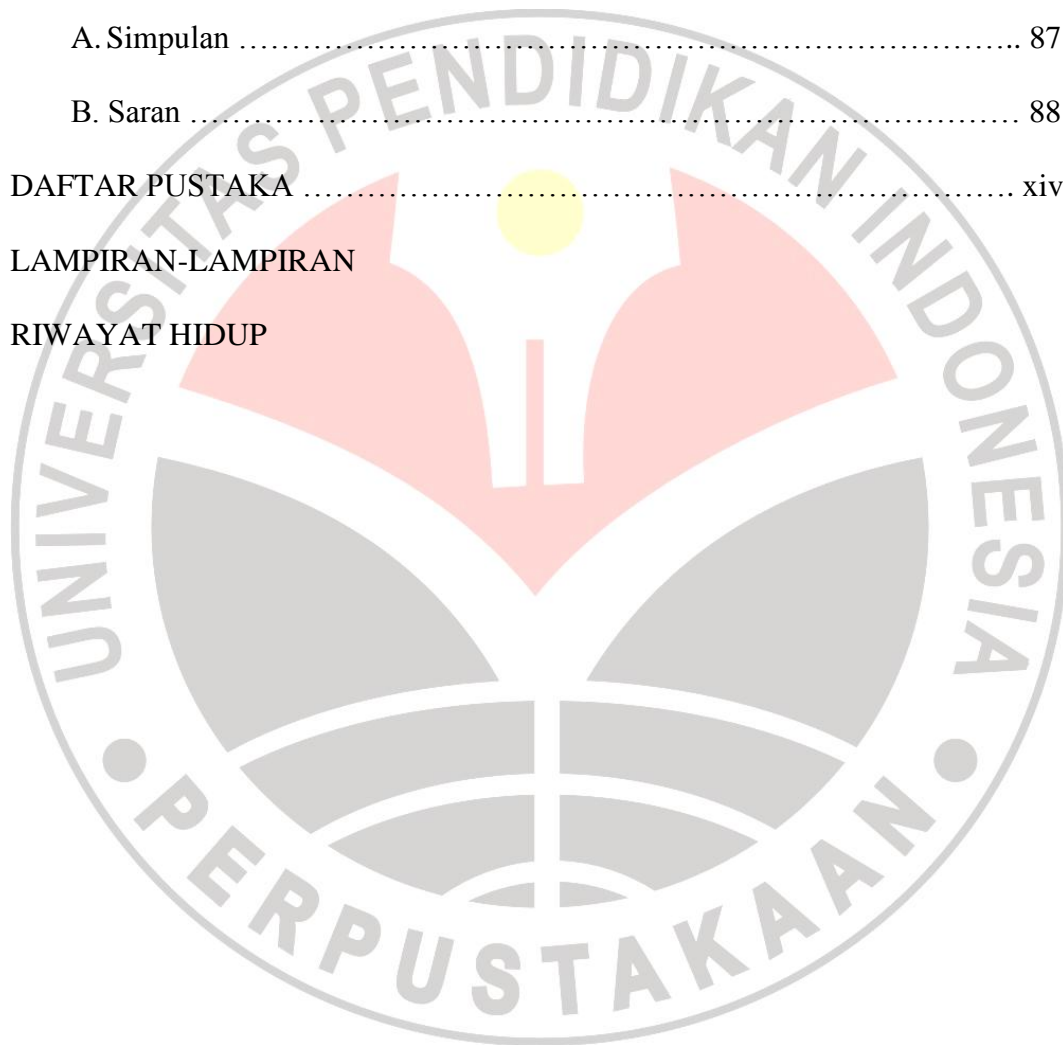 A. Simpulan ……………………………………………………………….. 87
B. Saran …………………………………………………………………… 88
DAFTAR PUSTAKA …………………………………………………………. xiv
LAMPIRAN-LAMPIRAN
RIWAYAT HIDUP
UNIVERSITAS PENDIDIKAN INDONESIA
PERPUSTAKAAN